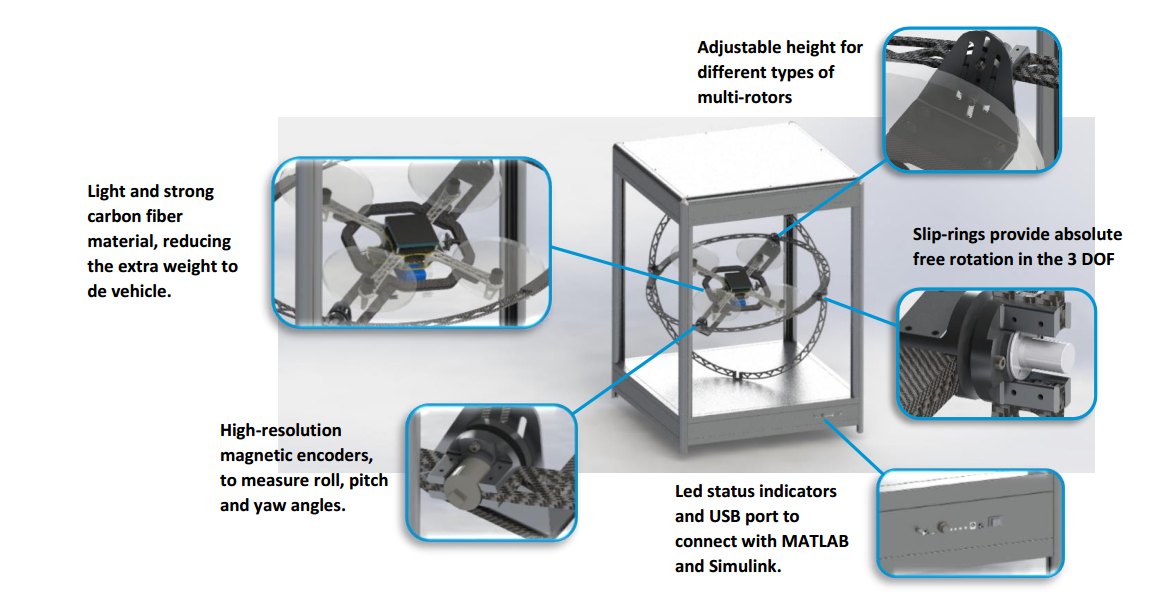 Adjustable height for
different types of
multi-rotors
Light and strong
carbon fiber
material, reducing
the extra weight to
de vehicle.
Slip-rings provide absolute
free rotation in the 3 DOF
High-resolution
magnetic encoders,
to measure roll, pitch
and yaw angles.
Led status indicators
and USB port to
connect with MATLAB
and Simulink.